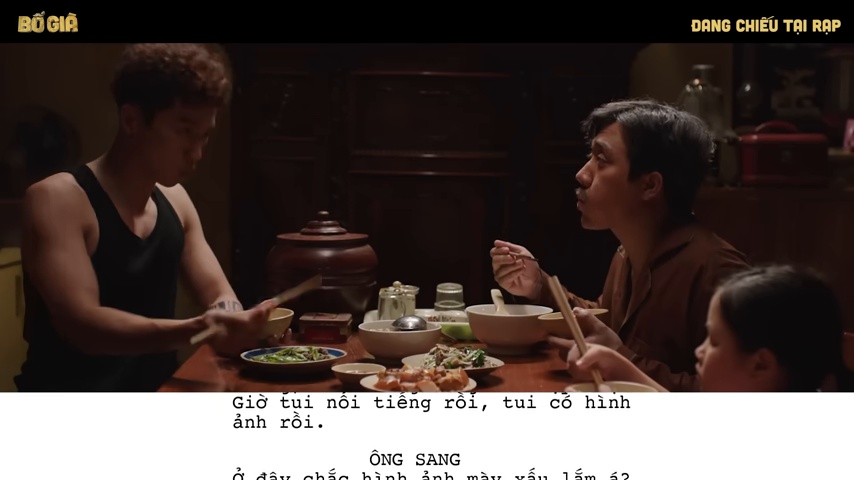 BỐ GIÀ
ĐANG CHIẾU TẠI RẠP
Giờ tui nổi tiếng rồi, tui có hình
ảnh rồi.
ÔNG SANG
Ở đây chắc hình ảnh mày xấu lắm á?